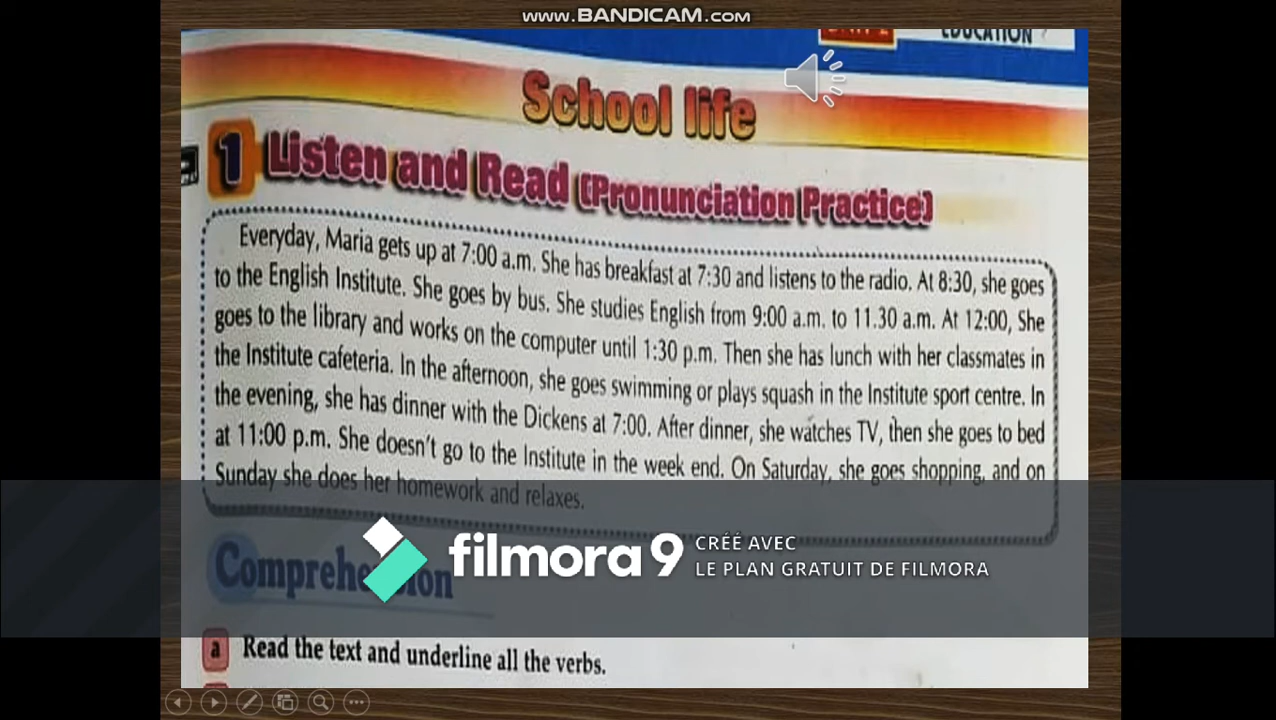 www.BANDICAM.com
EDUCATION
School life
1 Listen and Read (Pronunciation Practice)
Everyday, Maria gets up at 7:00 a.m. She has breakfast at 7:30 and listens to the radio. At 8:30, she goes
to the English Institute. She goes by bus. She studies English from 9:00 a.m. to 11.30 a.m. At 12:00, She
goes to the library and works on the computer until 1:30 p.m. Then she has lunch with her classmates in
the Institute cafeteria. In the afternoon, she goes swimming or plays squash in the Institute sport centre. In
the evening, she has dinner with the Dickens at 7:00. After dinner, she watches TV, then she goes to bed
at 11:00 p.m. She doesn't go to the Institute in the week end. On Saturday, she goes shopping, and on
Sunday she does her homework and relaxes.
filmora9 CRÉÉ AVEC
LE PLAN GRATUIT DE FILMORA
Comprehension
a Read the text and underline all the verbs.